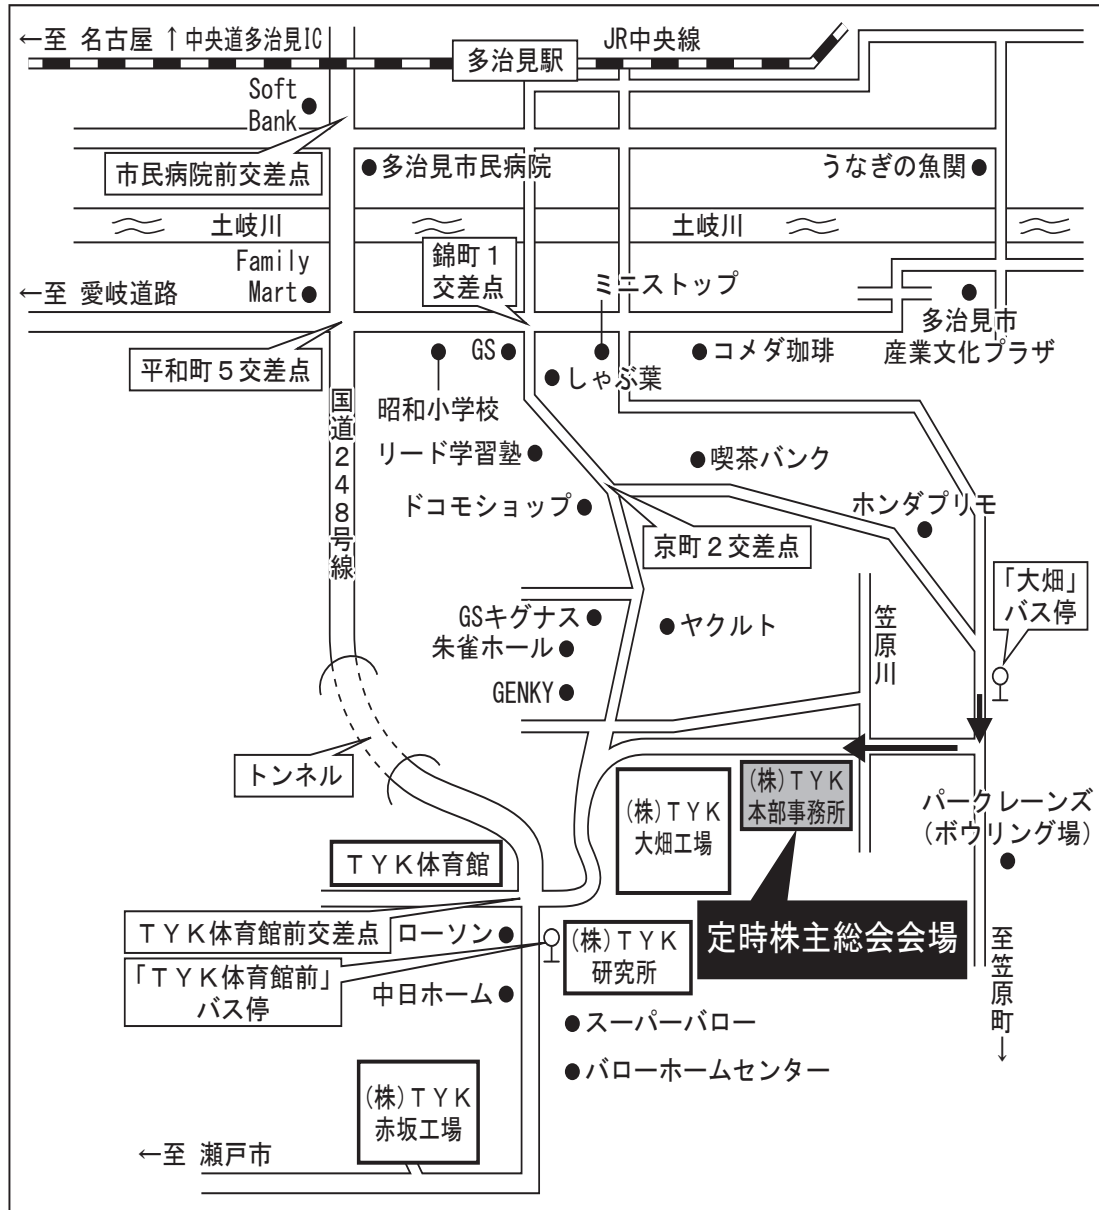 ←至 名古屋
↑中央道多治見IC
多治見駅
JR中央線
Soft
Bank
市民病院前交差点
多治見市民病院
うなぎの魚関
土岐川
土岐川
Family
Mart
錦町1
交差点
ミニストップ
←至 愛岐道路
多治見市
産業文化プラザ
平和町5交差点
GS
コメダ珈琲
しゃぶ葉
昭和小学校
国道248号線
リード学習塾
喫茶バンク
ドコモショップ
ホンダプリモ
京町2交差点
「大畑」
バス停
GSキグナス
ヤクルト
笠原川
朱雀ホール
GENKY
トンネル
(株)TYK
大畑工場
(株)TYK
本部事務所
パークレーンズ
(ボウリング場)
TYK体育館
TYK体育館前交差点
ローソン
(株)TYK
研究所
定時株主総会会場
至笠原町→
「TYK体育館前」
バス停
中日ホーム
スーパーバロー
バローホームセンター
(株)TYK
赤坂工場
←至 瀬戸市